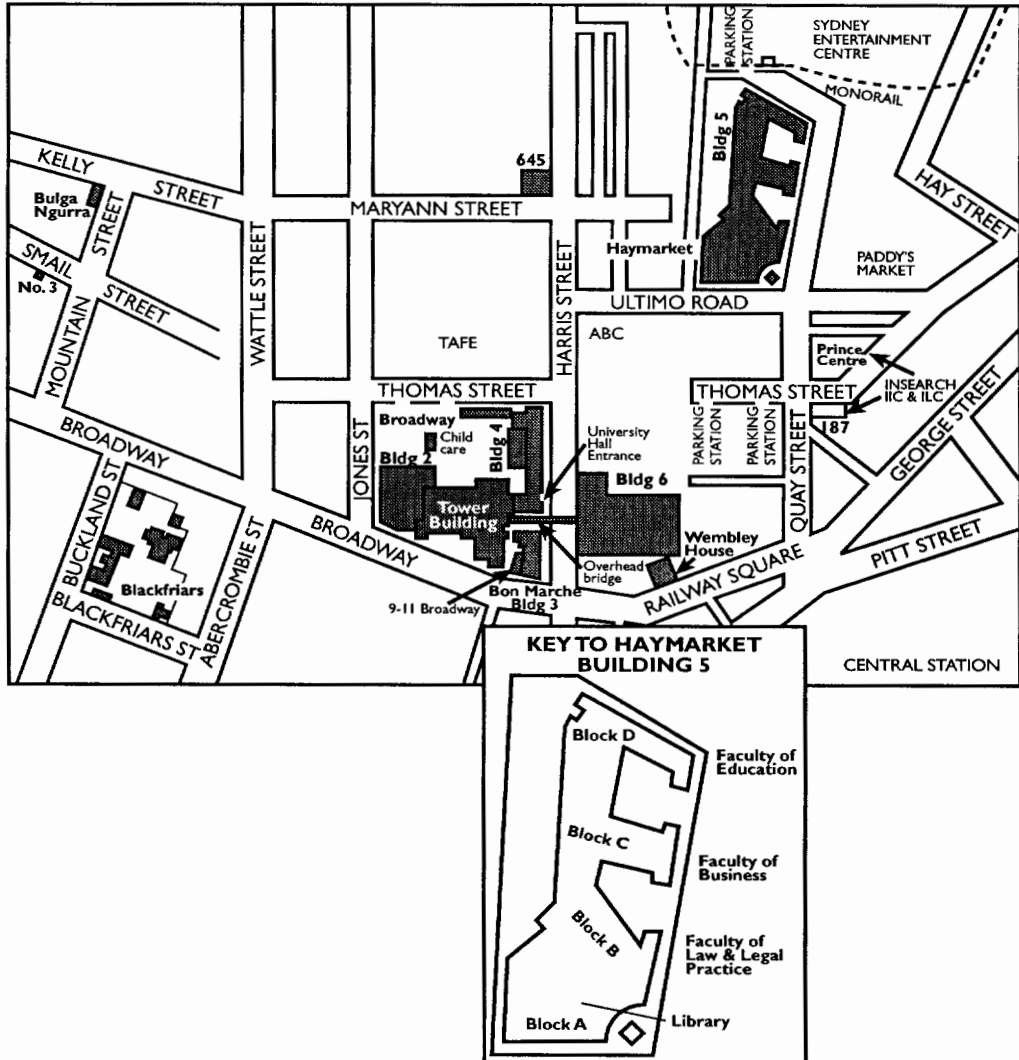 PARKING
STATION
SYDNEY
ENTERTAINMENT
CENTRE
MONORAIL
Bldg 5
KELLY
STREET
Bulga
Ngurra
STREET
645
MARYANN STREET
HAY STREET
SMAIL
STREET
No. 3
MOUNTAIN
WATTLE STREET
Haymarket
HARRIS STREET
PADDY'S
MARKET
ULTIMO ROAD
TAFE
ABC
Prince
Centre
THOMAS STREET
THOMAS STREET
INSEARCH
IIC & ILC
187
BROADWAY
JONES ST
Broadway
Child
care
Bldg 4
Bldg 2
University
Hall
Entrance
PARKING
STATION
PARKING
STATION
QUAY STREET
GEORGE STREET
Bldg 6
Tower
Building
BUCKLAND ST
ABERCROMBIE ST
BROADWAY
Wembley
House
PITT STREET
Blackfriars
BLACKFRIARS ST
9-11 Broadway
Bon Marche
Bldg 3
Overhead
bridge
RAILWAY SQUARE
CENTRAL STATION
KEY TO HAYMARKET
BUILDING 5
Block D
Faculty of
Education
Block C
Faculty of
Business
Block B
Faculty of
Law & Legal
Practice
Library
Block A